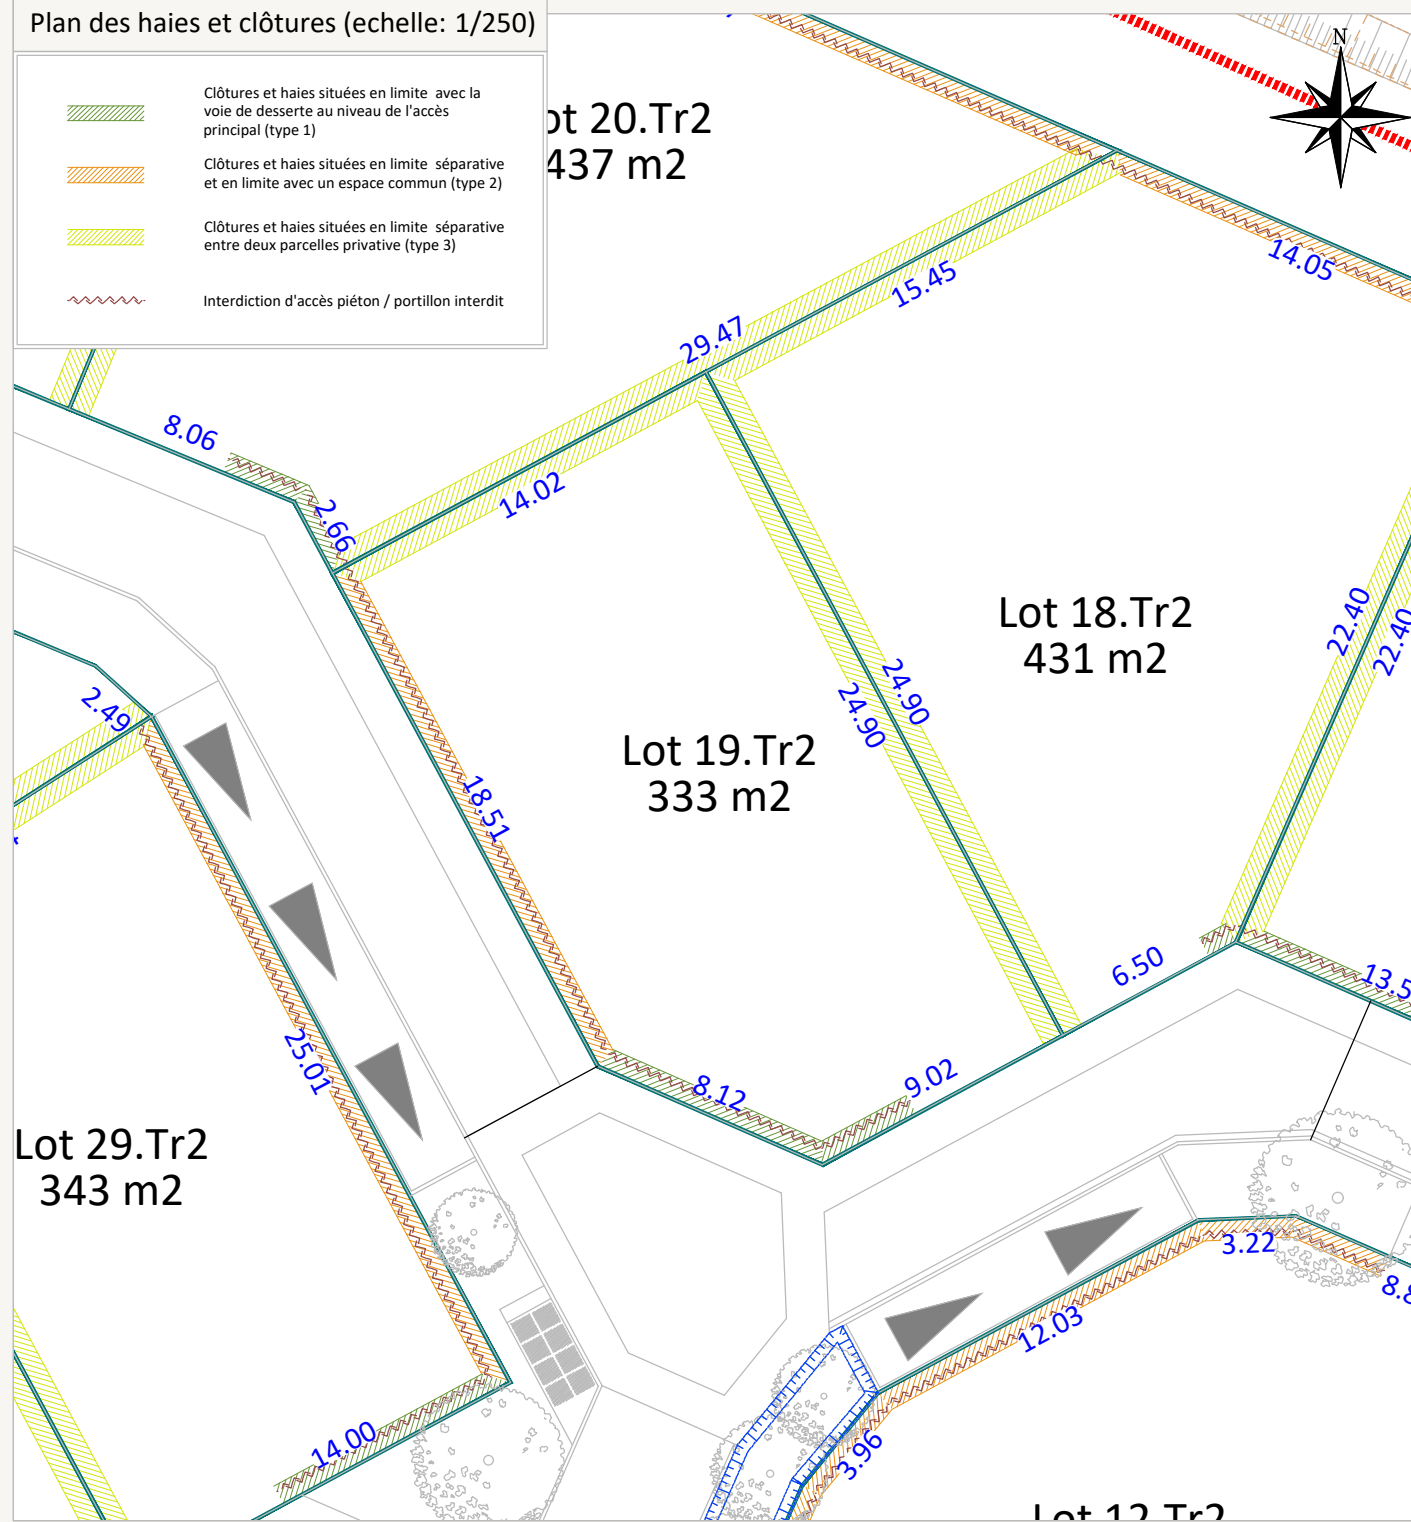 Plan des haies et clôtures (echelle: 1/250)
Clôtures et haies situées en limite avec la
voie de desserte au niveau de l'accès
principal (type 1)
Clôtures et haies situées en limite séparative
et en limite avec un espace commun (type 2)
Clôtures et haies situées en limite séparative
entre deux parcelles privative (type 3)
Interdiction d'accès piéton / portillon interdit
N
20.Tr2
437 m2
14.05
15.45
29.47
8.06
14.02
2.66
Lot 18.Tr2
431 m2
22.40
22.40
24.90
24.90
2.49
Lot 19.Tr2
333 m2
18.51
6.50
13.5
9.02
8.12
25.01
Lot 29.Tr2
343 m2
3.22
12.03
14.00
3.96
Lot 12.Tr2